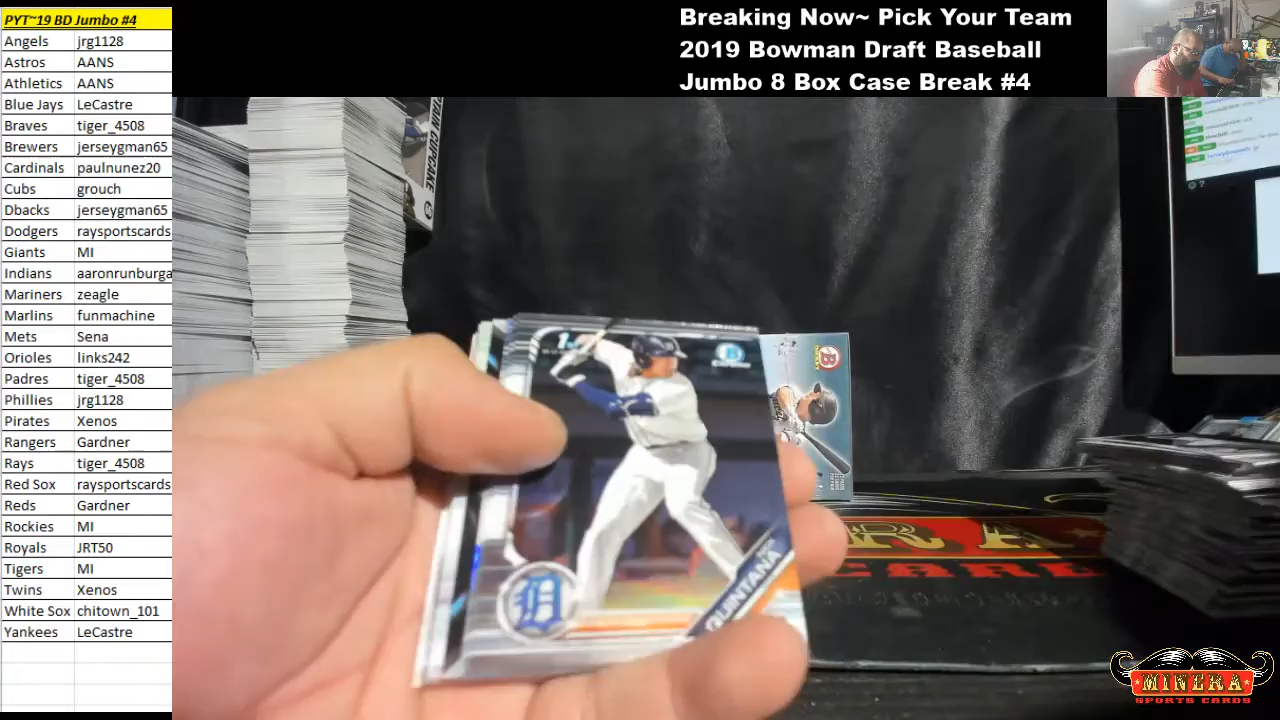 PYT~19 BD Jumbo #4
Angels jrg1128
Astros AANS
Athletics AANS
Blue Jays LeCastre
Braves tiger_4508
Brewers jerseygman65
Cardinals paulnunez20
Cubs grouch
Dbacks jerseygman65
Dodgers raysportscards
Giants MI
Indians aaronrunburga
Mariners zeagle
Marlins funmachine
Mets Sena
Orioles links242
Padres tiger_4508
Phillies jrg1128
Pirates Xenos
Rangers Gardner
Rays tiger_4508
Red Sox raysportscards
Reds Gardner
Rockies MI
Royals JRT50
Tigers MI
Twins Xenos
White Sox chitown_101
Yankees LeCastre
Breaking Now~ Pick Your Team
2019 Bowman Draft Baseball
Jumbo 8 Box Case Break #4
CUPCAKE
QUINTANA
D
B
MINERA
SPORTS CARDS